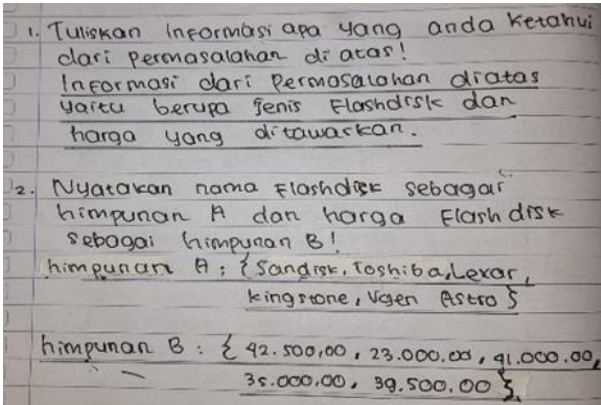 1. Tuliskan Informasi apa yang anda Ketahui
dari permasalahan di atas!
Informasi dari Permasalahan diatas
yaitu berupa jenis Flashdisk dan
harga yang ditawarkan.
2. Nyatakan nama Flashdisk sebagai
himpunan A dan harga Flash disk
sebagai himpunan B!
himpunan A : { Sandisk, Toshiba, Lexar,
kingstone, Vgen Astro }
himpunan B : { 42.500,00, 23.000.00, 41.000.00,
35.000.00, 39.500.00 }